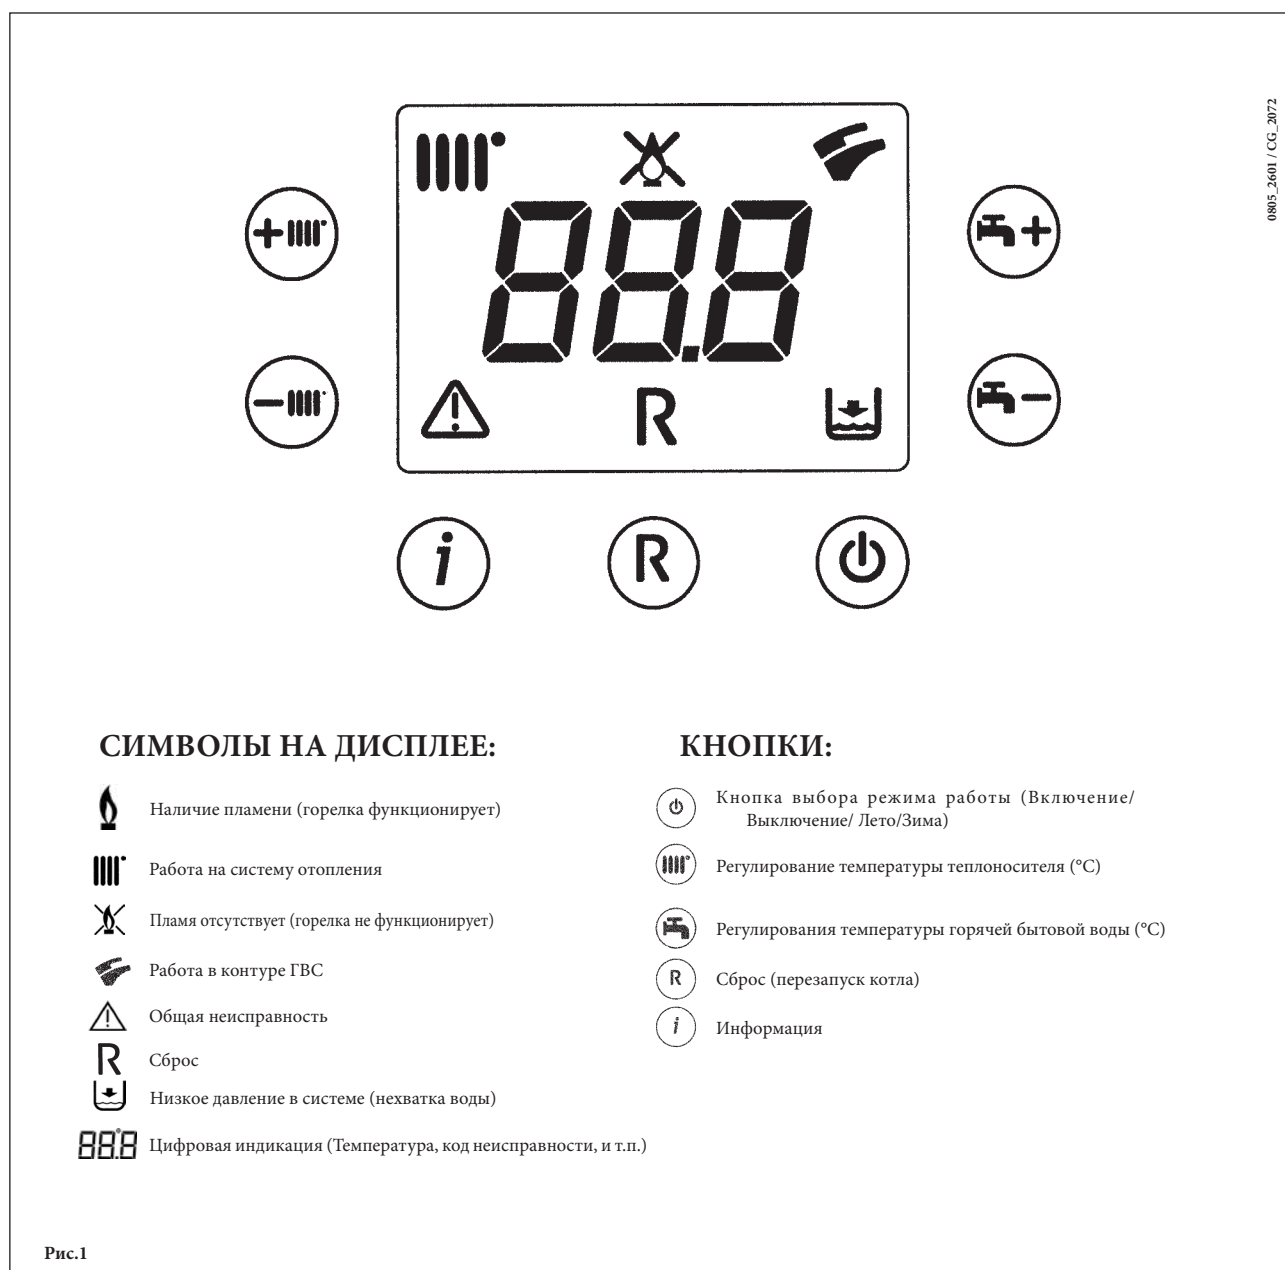 0805_2601 / CG_2072
88.8
R
i
R
СИМВОЛЫ НА ДИСПЛЕЕ:
Наличие пламени (горелка функционирует)
Работа на систему отопления
Пламя отсутствует (горелка не функционирует)
Работа в контуре ГВС
Общая неисправность
R Сброс
Низкое давление в системе (нехватка воды)
88.8 Цифровая индикация (Температура, код неисправности, и т.п.)
КНОПКИ:
Кнопка выбора режима работы (Включение/
Выключение/ Лето/Зима)
Регулирование температуры теплоносителя (°C)
Регулирования температуры горячей бытовой воды (°C)
R Сброс (перезапуск котла)
i Информация
Рис.1